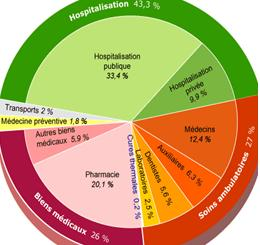 Hospitalisation 43,3 %
Hospitalisation
publique
33,4 %
Hospitalisation
privée
9,9 %
Transports 2 %
Médecine préventive 1,8 %
Autres biens
médicaux 5,9 %
Médecins
12,4 %
Auxiliaires 6,3 %
Dentistes 5,6 %
Laboratoires 2,5 %
Cures thermales 0,2 %
Pharmacie
20,1 %
Soins ambulatoires 27 %
Biens médicaux 26 %